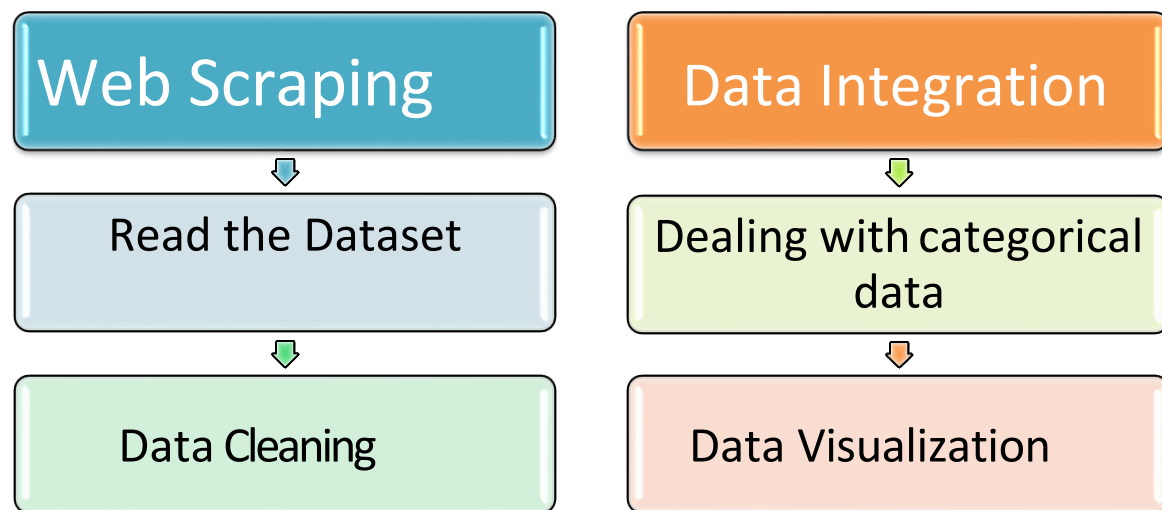 Web Scraping
Read the Dataset
Data Cleaning
Data Integration
Dealing with categorical
data
Data Visualization